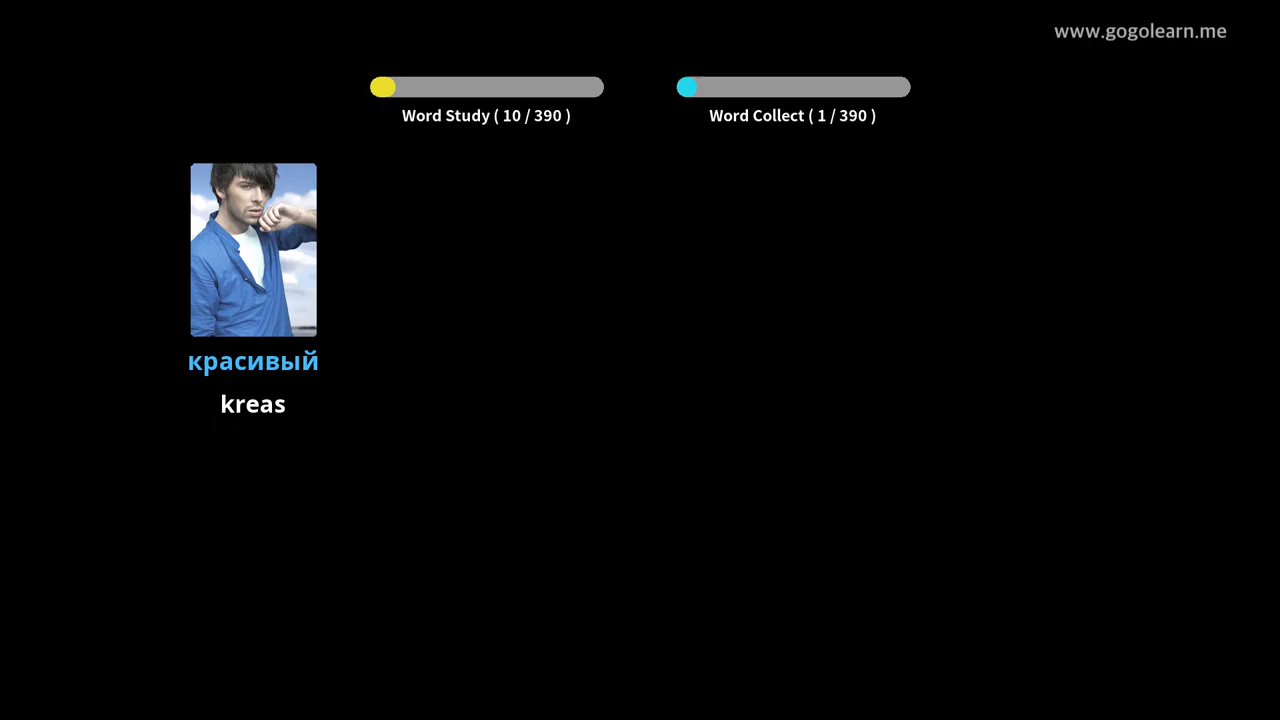 www.gogolearn.me
Word Study ( 10 / 390 )
Word Collect ( 1 / 390 )
красивый
kreas